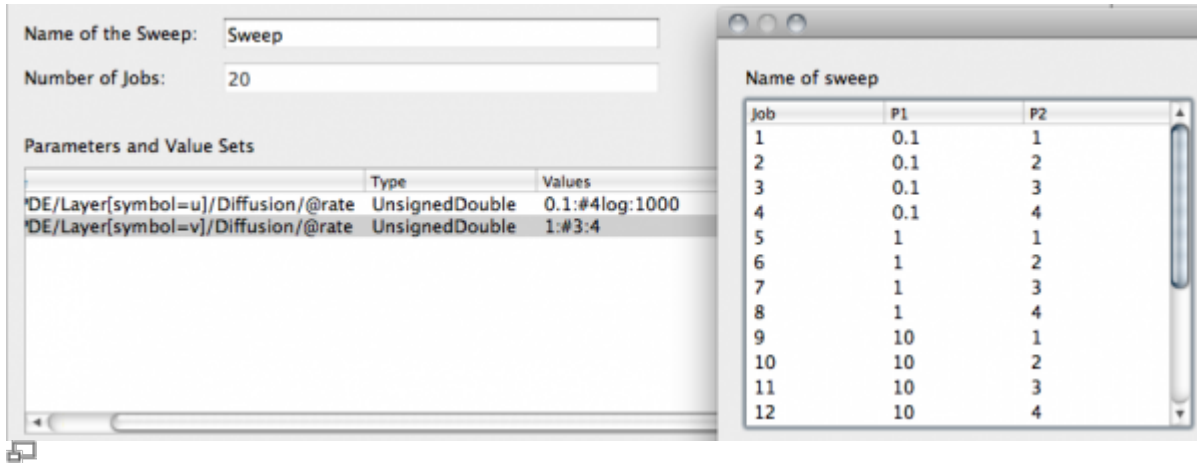 Name of the Sweep: Sweep
Number of Jobs: 20
Parameters and Value Sets
Type Values
PDE/Layer[symbol=u]/Diffusion/@rate UnsignedDouble 0.1:#4log:1000
PDE/Layer[symbol=v]/Diffusion/@rate UnsignedDouble 1:#3:4
Name of sweep
Job P1 P2
1 0.1 1
2 0.1 2
3 0.1 3
4 0.1 4
5 1 1
6 1 2
7 1 3
8 1 4
9 10 1
10 10 2
11 10 3
12 10 4